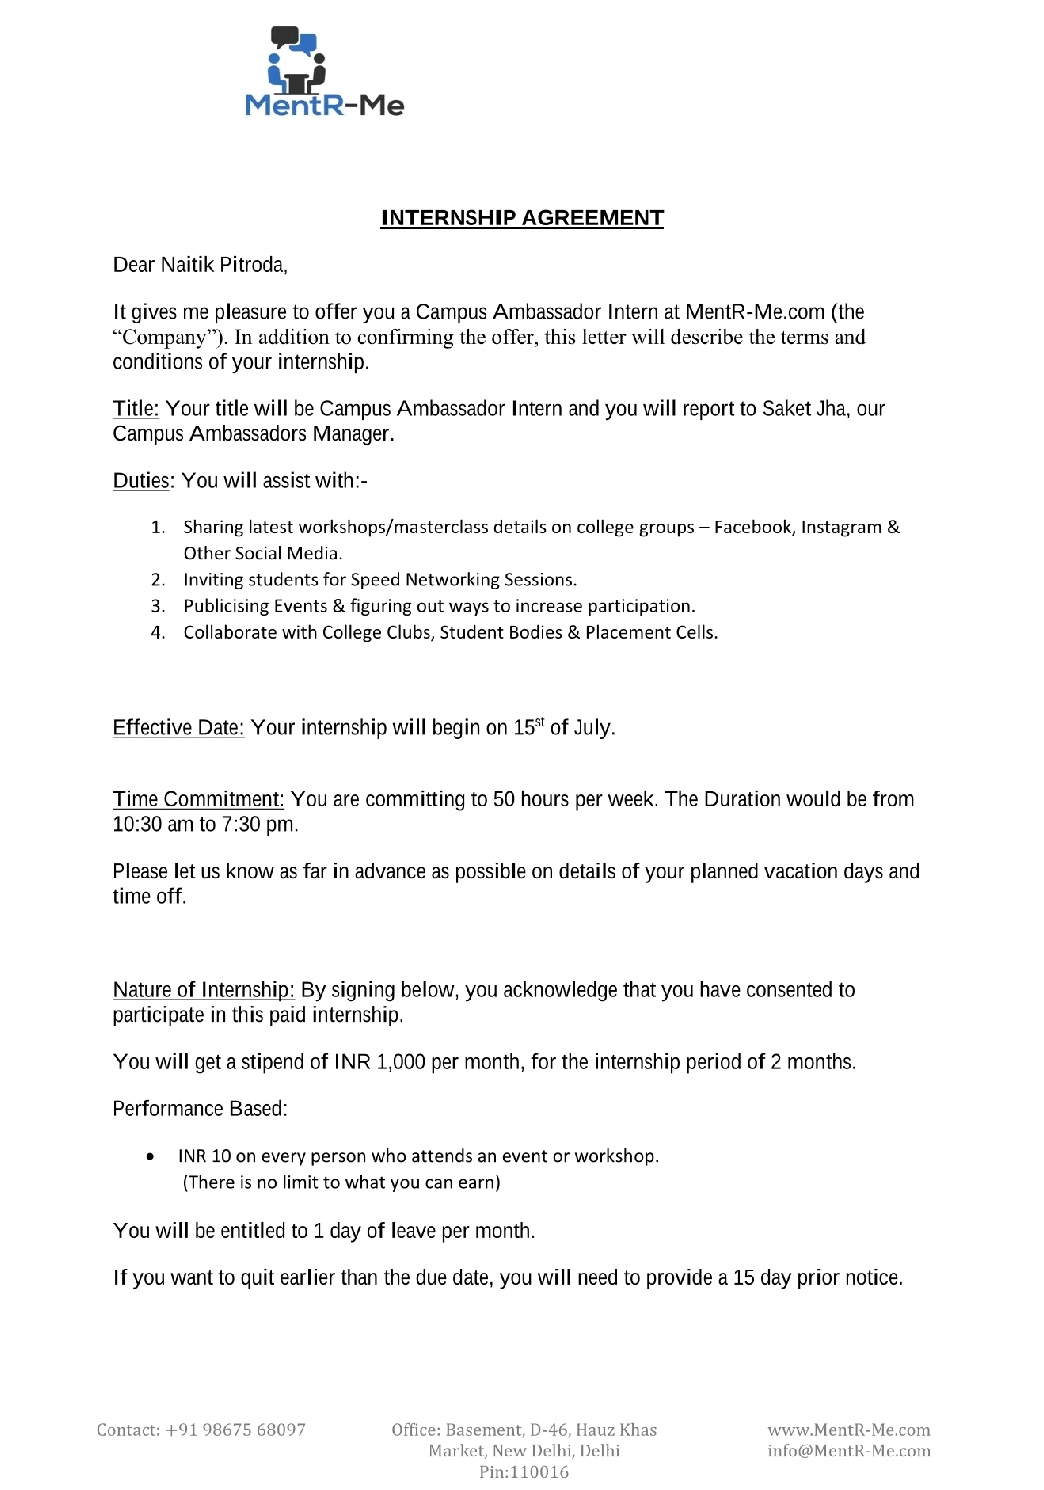 MentR-Me
INTERNSHIP AGREEMENT
Dear Naitik Pitroda,
It gives me pleasure to offer you a Campus Ambassador Intern at MentR-Me.com (the
“Company”). In addition to confirming the offer, this letter will describe the terms and
conditions of your internship.
Title: Your title will be Campus Ambassador Intern and you will report to Saket Jha, our
Campus Ambassadors Manager.
Duties: You will assist with:-
1. Sharing latest workshops/masterclass details on college groups – Facebook, Instagram &
Other Social Media.
2. Inviting students for Speed Networking Sessions.
3. Publicising Events & figuring out ways to increase participation.
4. Collaborate with College Clubs, Student Bodies & Placement Cells.
Effective Date: Your internship will begin on 15st of July.
Time Commitment: You are committing to 50 hours per week. The Duration would be from
10:30 am to 7:30 pm.
Please let us know as far in advance as possible on details of your planned vacation days and
time off.
Nature of Internship: By signing below, you acknowledge that you have consented to
participate in this paid internship.
You will get a stipend of INR 1,000 per month, for the internship period of 2 months.
Performance Based:
• INR 10 on every person who attends an event or workshop.
(There is no limit to what you can earn)
You will be entitled to 1 day of leave per month.
If you want to quit earlier than the due date, you will need to provide a 15 day prior notice.
Contact: +91 98675 68097 Office: Basement, D-46, Hauz Khas www.MentR-Me.com
Market, New Delhi, Delhi info@MentR-Me.com
Pin:110016